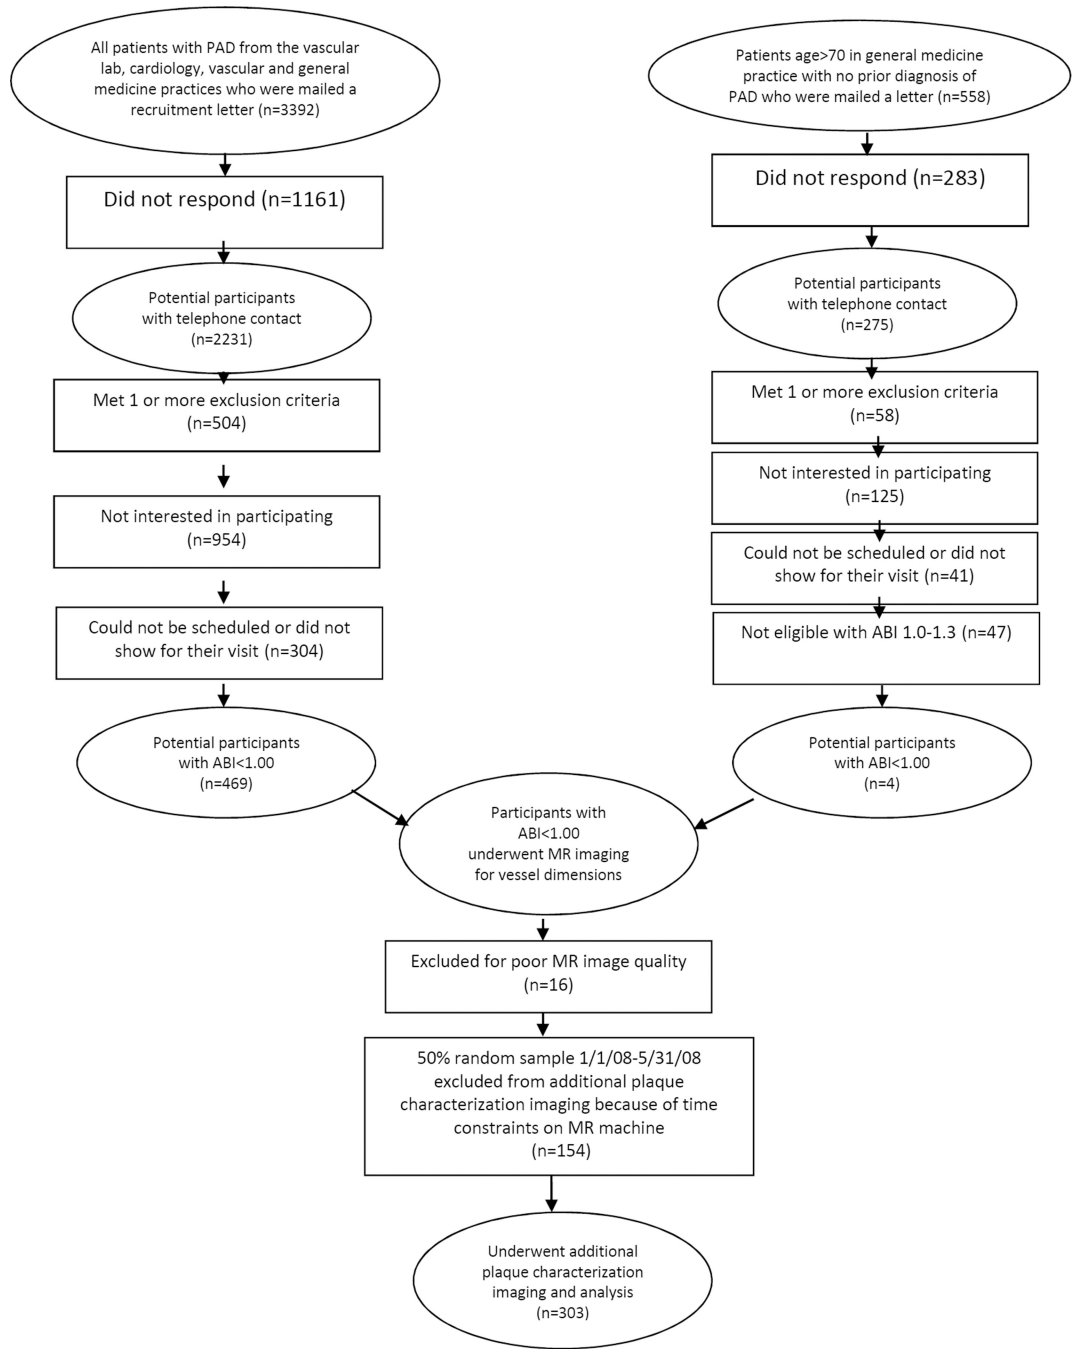 All patients with PAD from the vascular
lab, cardiology, vascular and general
medicine practices who were mailed a
recruitment letter (n=3392)
Did not respond (n=1161)
Potential participants
with telephone contact
(n=2231)
Met 1 or more exclusion criteria
(n=504)
Not interested in participating
(n=954)
Could not be scheduled or did not
show for their visit (n=304)
Potential participants
with ABI<1.00
(n=469)
Patients age>70 in general medicine
practice with no prior diagnosis of
PAD who were mailed a letter (n=558)
Did not respond (n=283)
Potential participants
with telephone contact
(n=275)
Met 1 or more exclusion criteria
(n=58)
Not interested in participating
(n=125)
Could not be scheduled or did not
show for their visit (n=41)
Not eligible with ABI 1.0-1.3 (n=47)
Potential participants
with ABI<1.00
(n=4)
Participants with
ABI<1.00
underwent MR imaging
for vessel dimensions
Excluded for poor MR image quality
(n=16)
50% random sample 1/1/08-5/31/08
excluded from additional plaque
characterization imaging because of time
constraints on MR machine
(n=154)
Underwent additional
plaque characterization
imaging and analysis
(n=303)